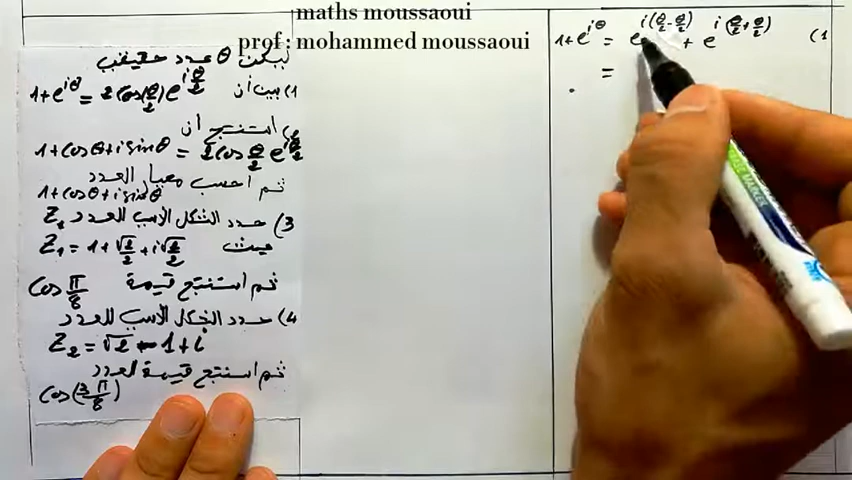 maths moussaoui
prof : mohammed moussaoui
ليكن θ عدد حقيقي
1) بين أن 1+e^{iθ} = 2cos(θ/2)e^{iθ/2}
2) استنتج أن
1+cosθ+i sinθ = 2cos θ/2 e^{iθ/2}
ثم احسب معيار العدد
1+cosθ+i sinθ
3) حدد الشكل الأسي للعدد Z₁
حيث Z₁ = 1+√2/2+i√2/2
ثم استنتج قيمة cos π/8
4) حدد الشكل الأسي للعدد
Z₂ = √2-1+i
ثم استنتج قيمة العدد
cos(3π/8)
1) 1+e^{iθ} = e^{i(θ/2-θ/2)} + e^{i(θ/2+θ/2)}
=